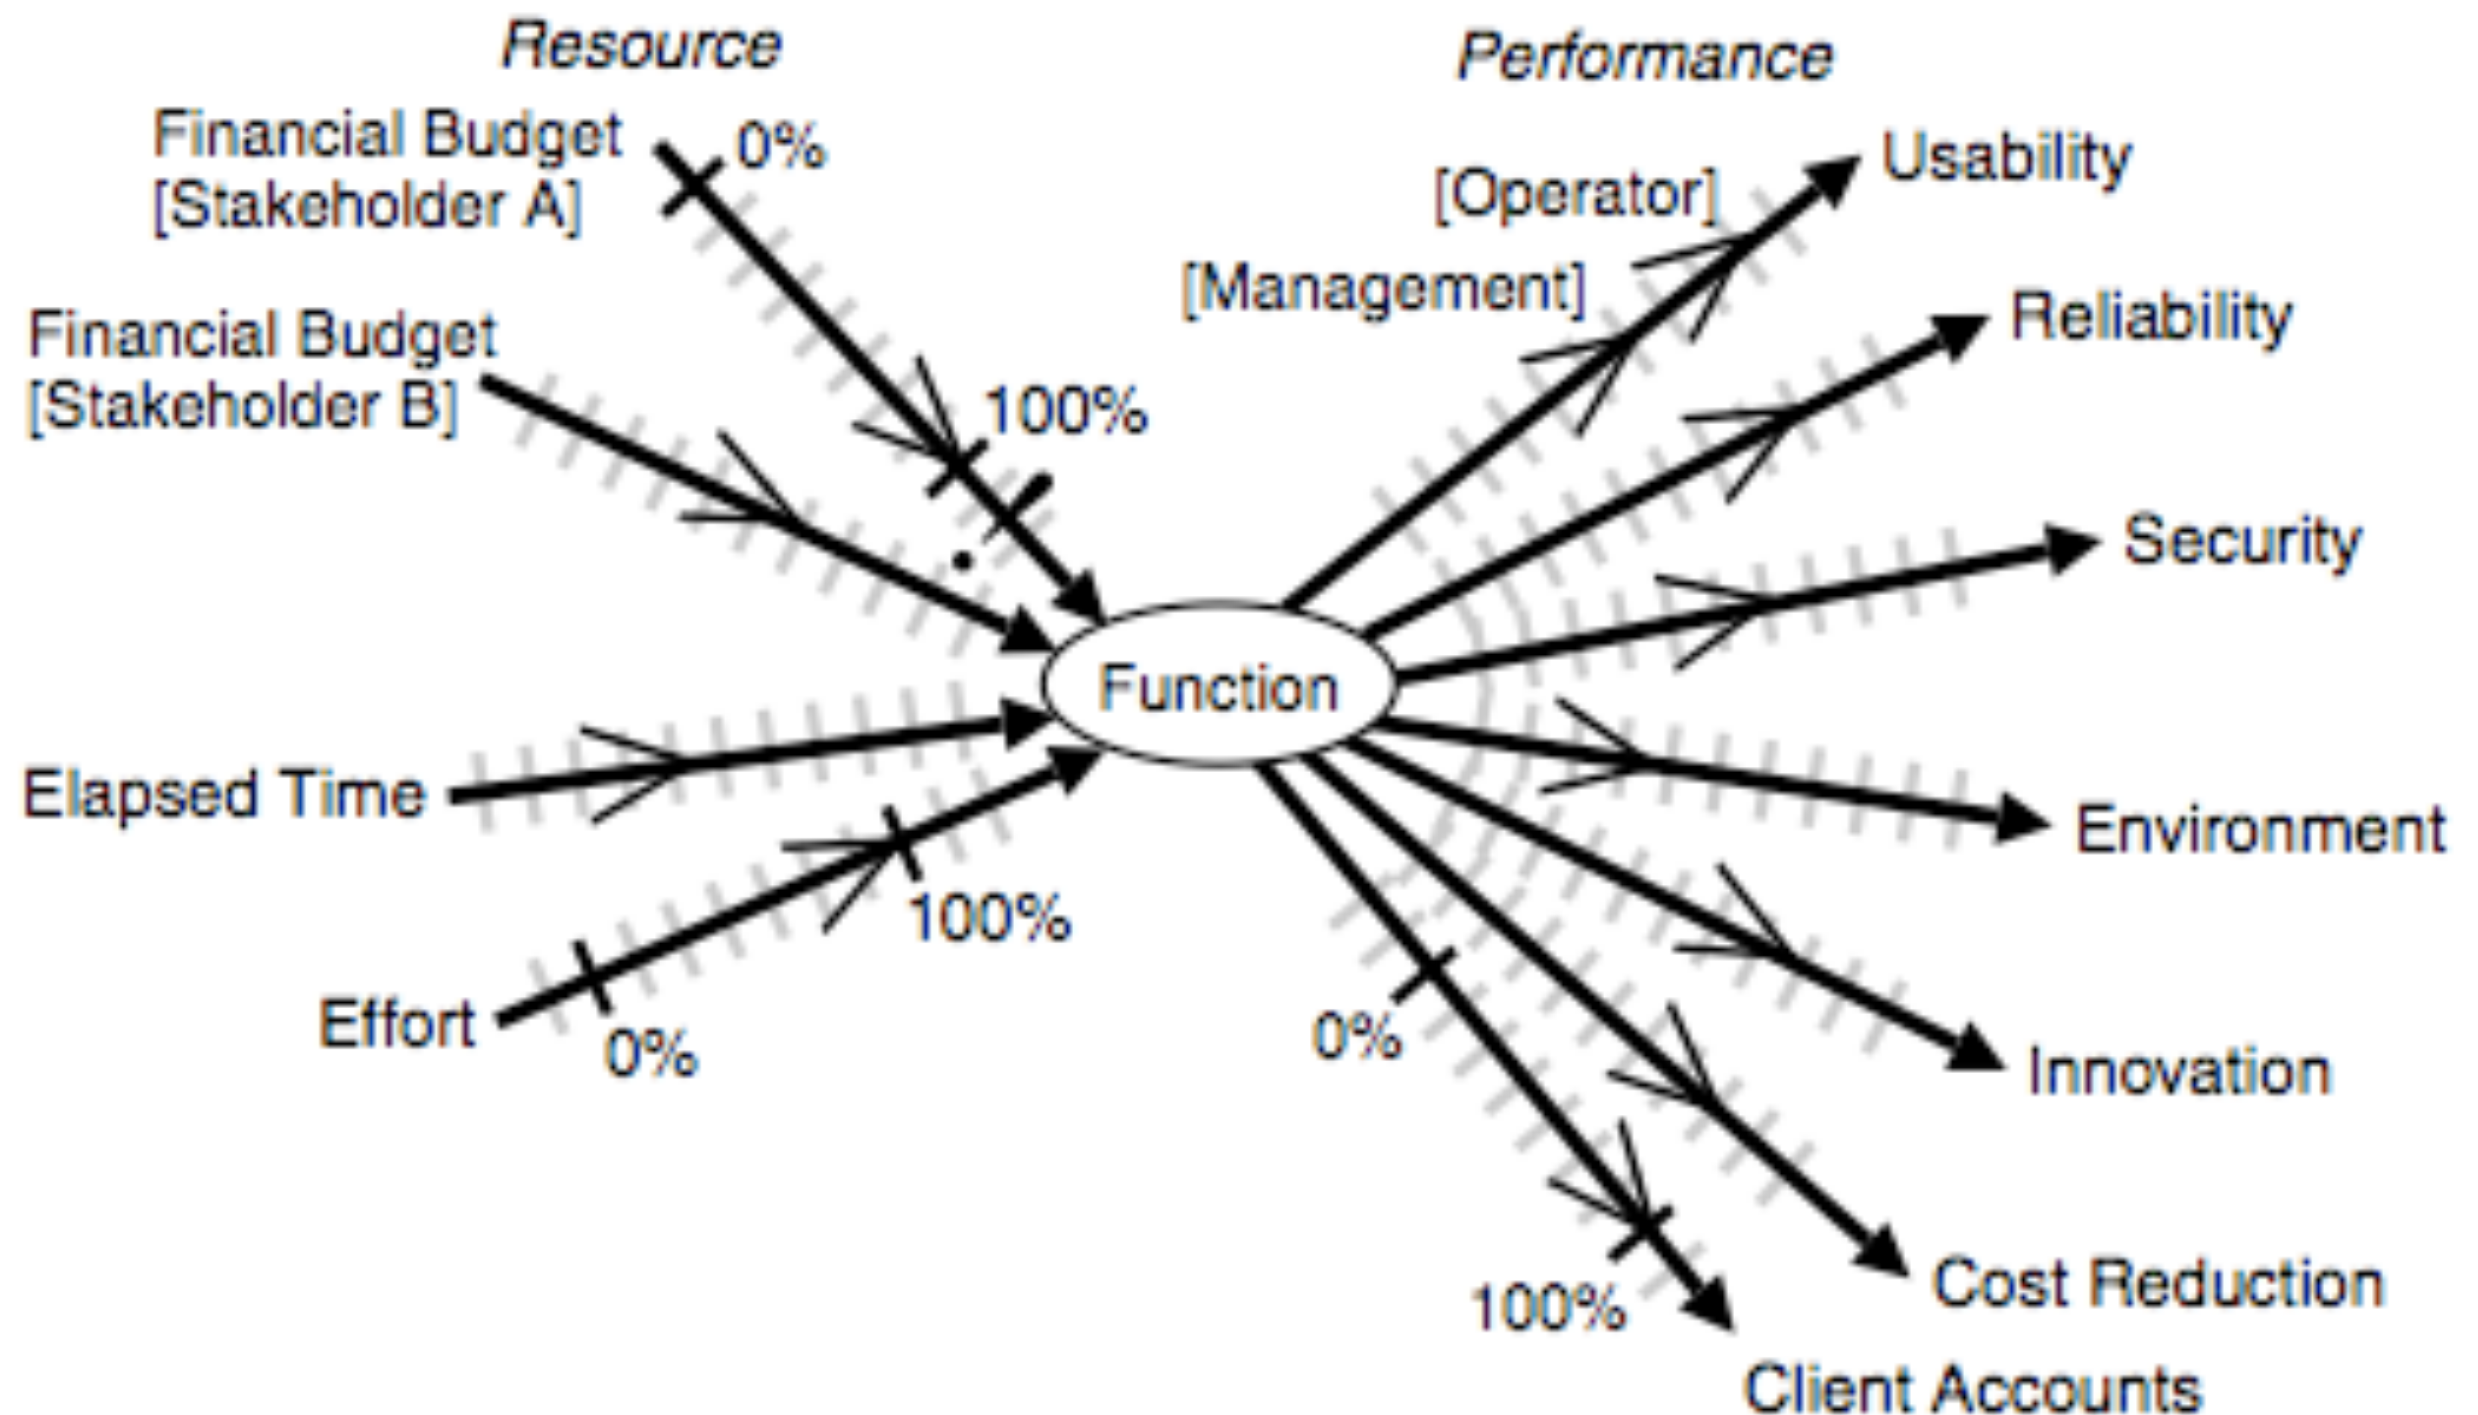 Resource
Performance
Financial Budget
[Stakeholder A]
0%
Usability
[Operator]
[Management]
Financial Budget
[Stakeholder B]
100%
Reliability
Security
Function
Elapsed Time
Environment
100%
Effort
0%
0%
Innovation
Cost Reduction
100%
Client Accounts